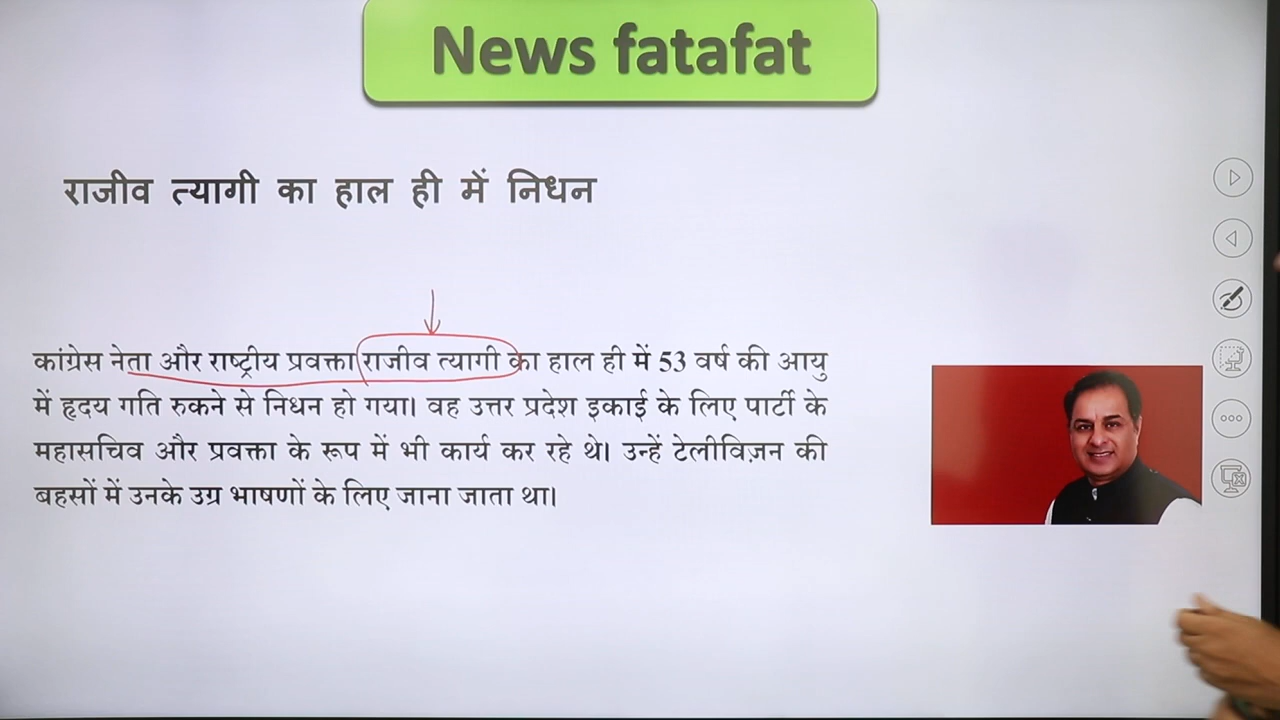 News fatafat
राजीव त्यागी का हाल ही में निधन
कांग्रेस नेता और राष्ट्रीय प्रवक्ता राजीव त्यागी का हाल ही में 53 वर्ष की आयु
में हृदय गति रुकने से निधन हो गया। वह उत्तर प्रदेश इकाई के लिए पार्टी के
महासचिव और प्रवक्ता के रूप में भी कार्य कर रहे थे। उन्हें टेलीविज़न की
बहसों में उनके उग्र भाषणों के लिए जाना जाता था।